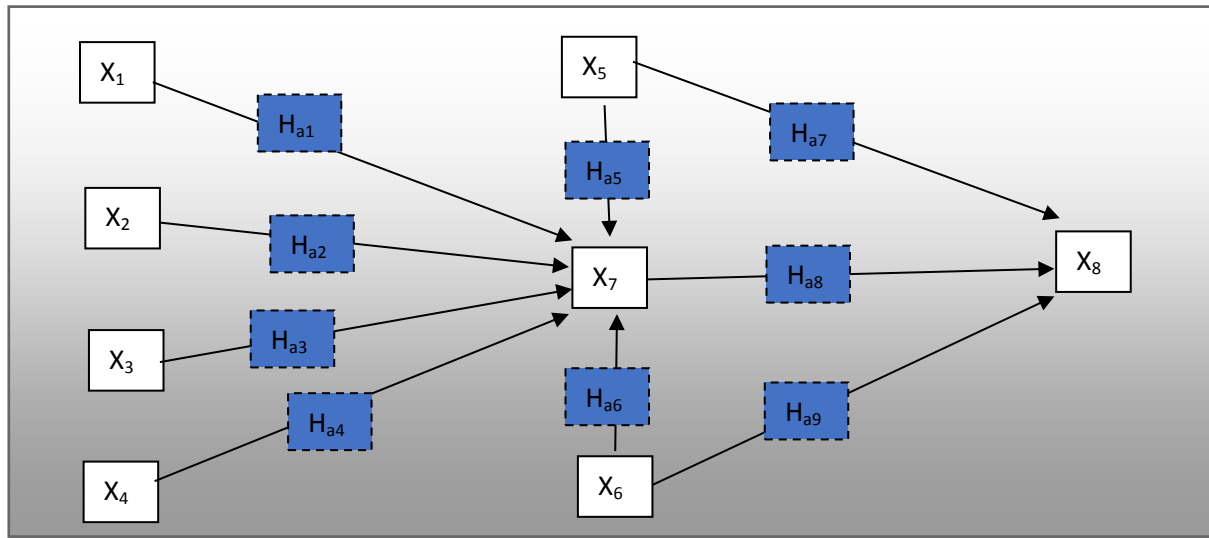 X₁
X₅
Hₐ₁
Hₐ₇
Hₐ₅
X₂
Hₐ₂
X₇
Hₐ₈
X₈
X₃
Hₐ₃
Hₐ₆
Hₐ₄
Hₐ₉
X₄
X₆